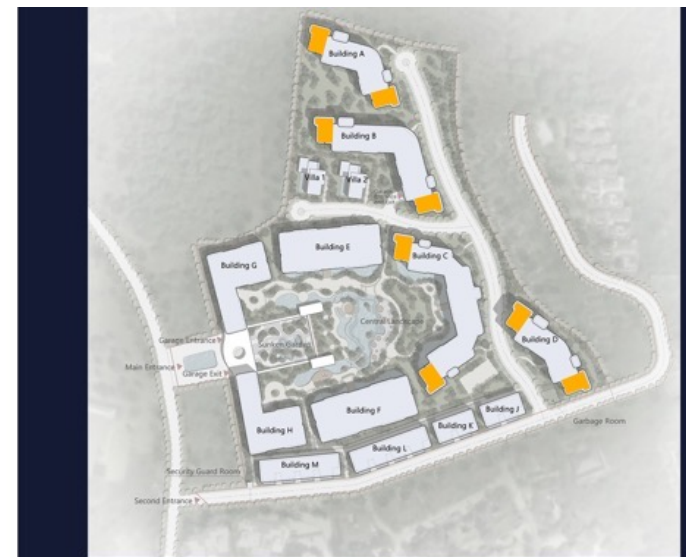 Building A
Building B
Villa 1
Villa 2
Building E
Building C
Building G
Central Landscape
Garage Entrance
Sunken Garden
Building D
Main Entrance
Garage Exit
Building F
Building J
Garbage Room
Building K
Building H
Building L
Building M
Security Guard Room
Second Entrance